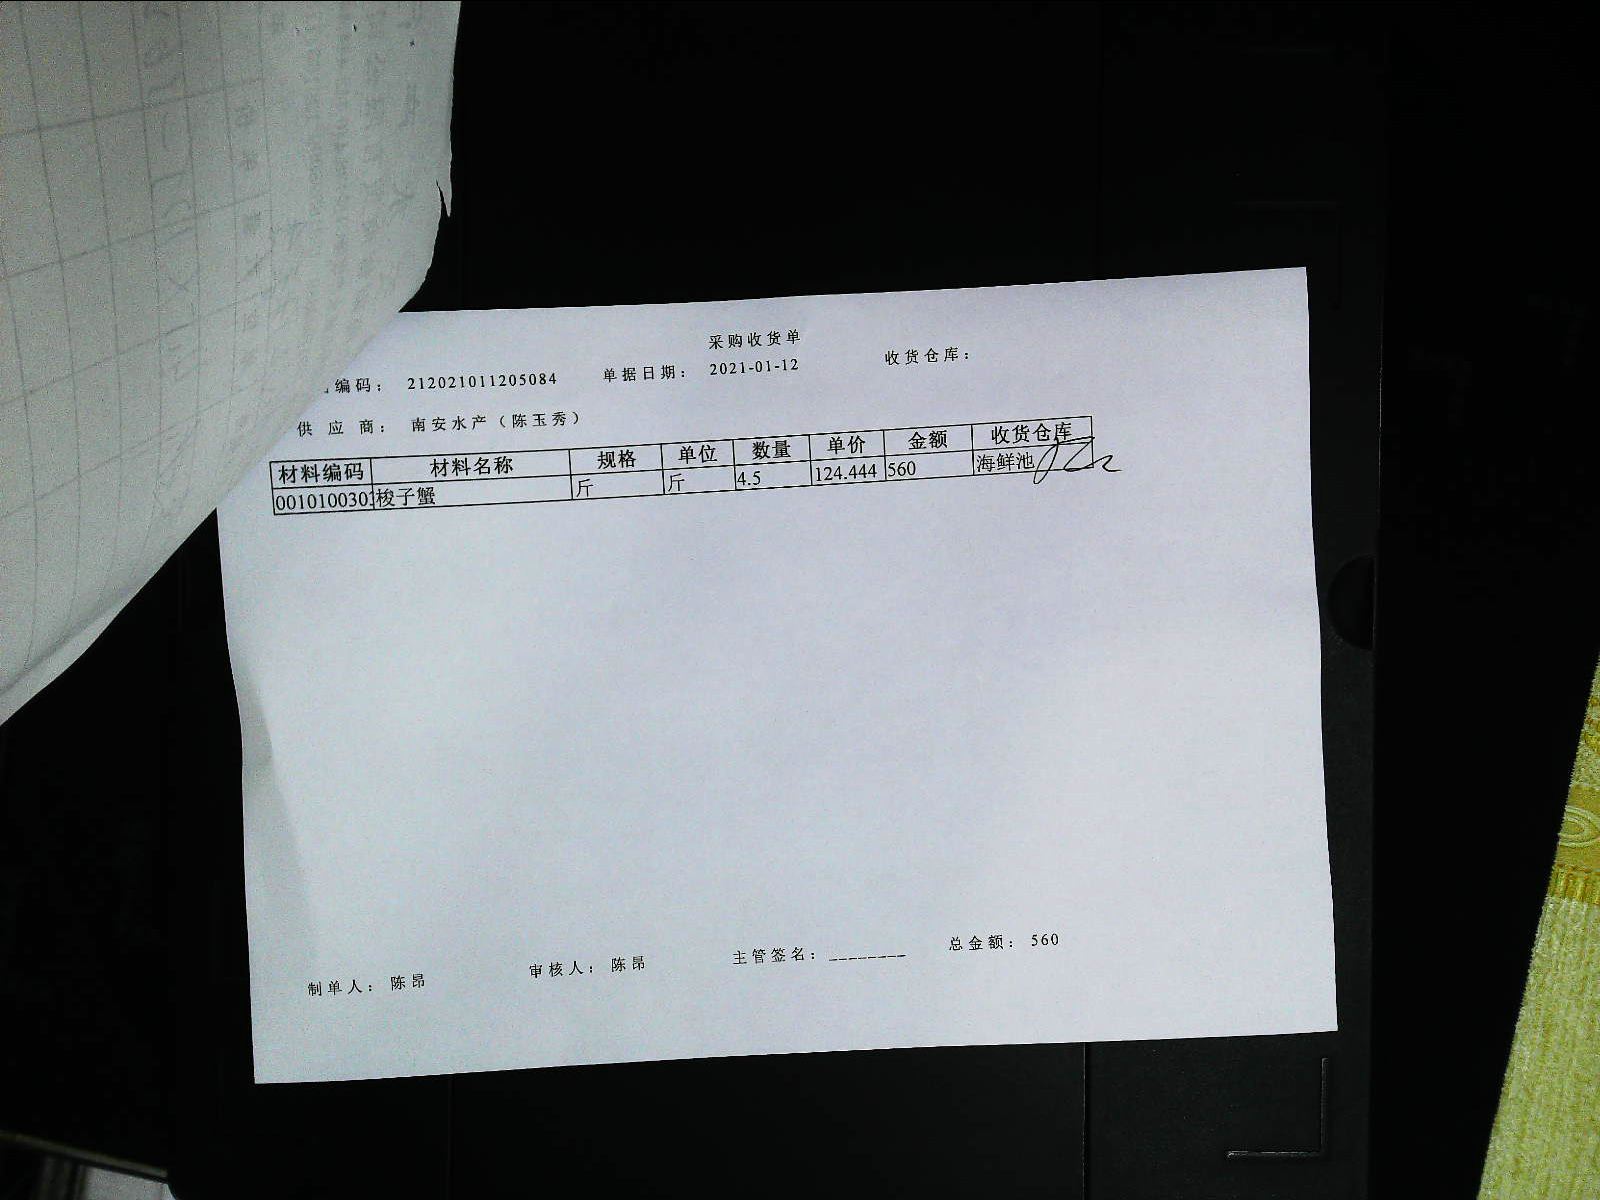 采购收货单
编码： 212021011205084 单据日期： 2021-01-12 收货仓库：
供应商： 南安水产（陈玉秀）
材料编码 材料名称 规格 单位 数量 单价 金额 收货仓库
00101003 梭子蟹 斤 斤 4.5 124.444 560 海鲜池
制单人： 陈昂 审核人： 陈昂 主管签名：________ 总金额： 560